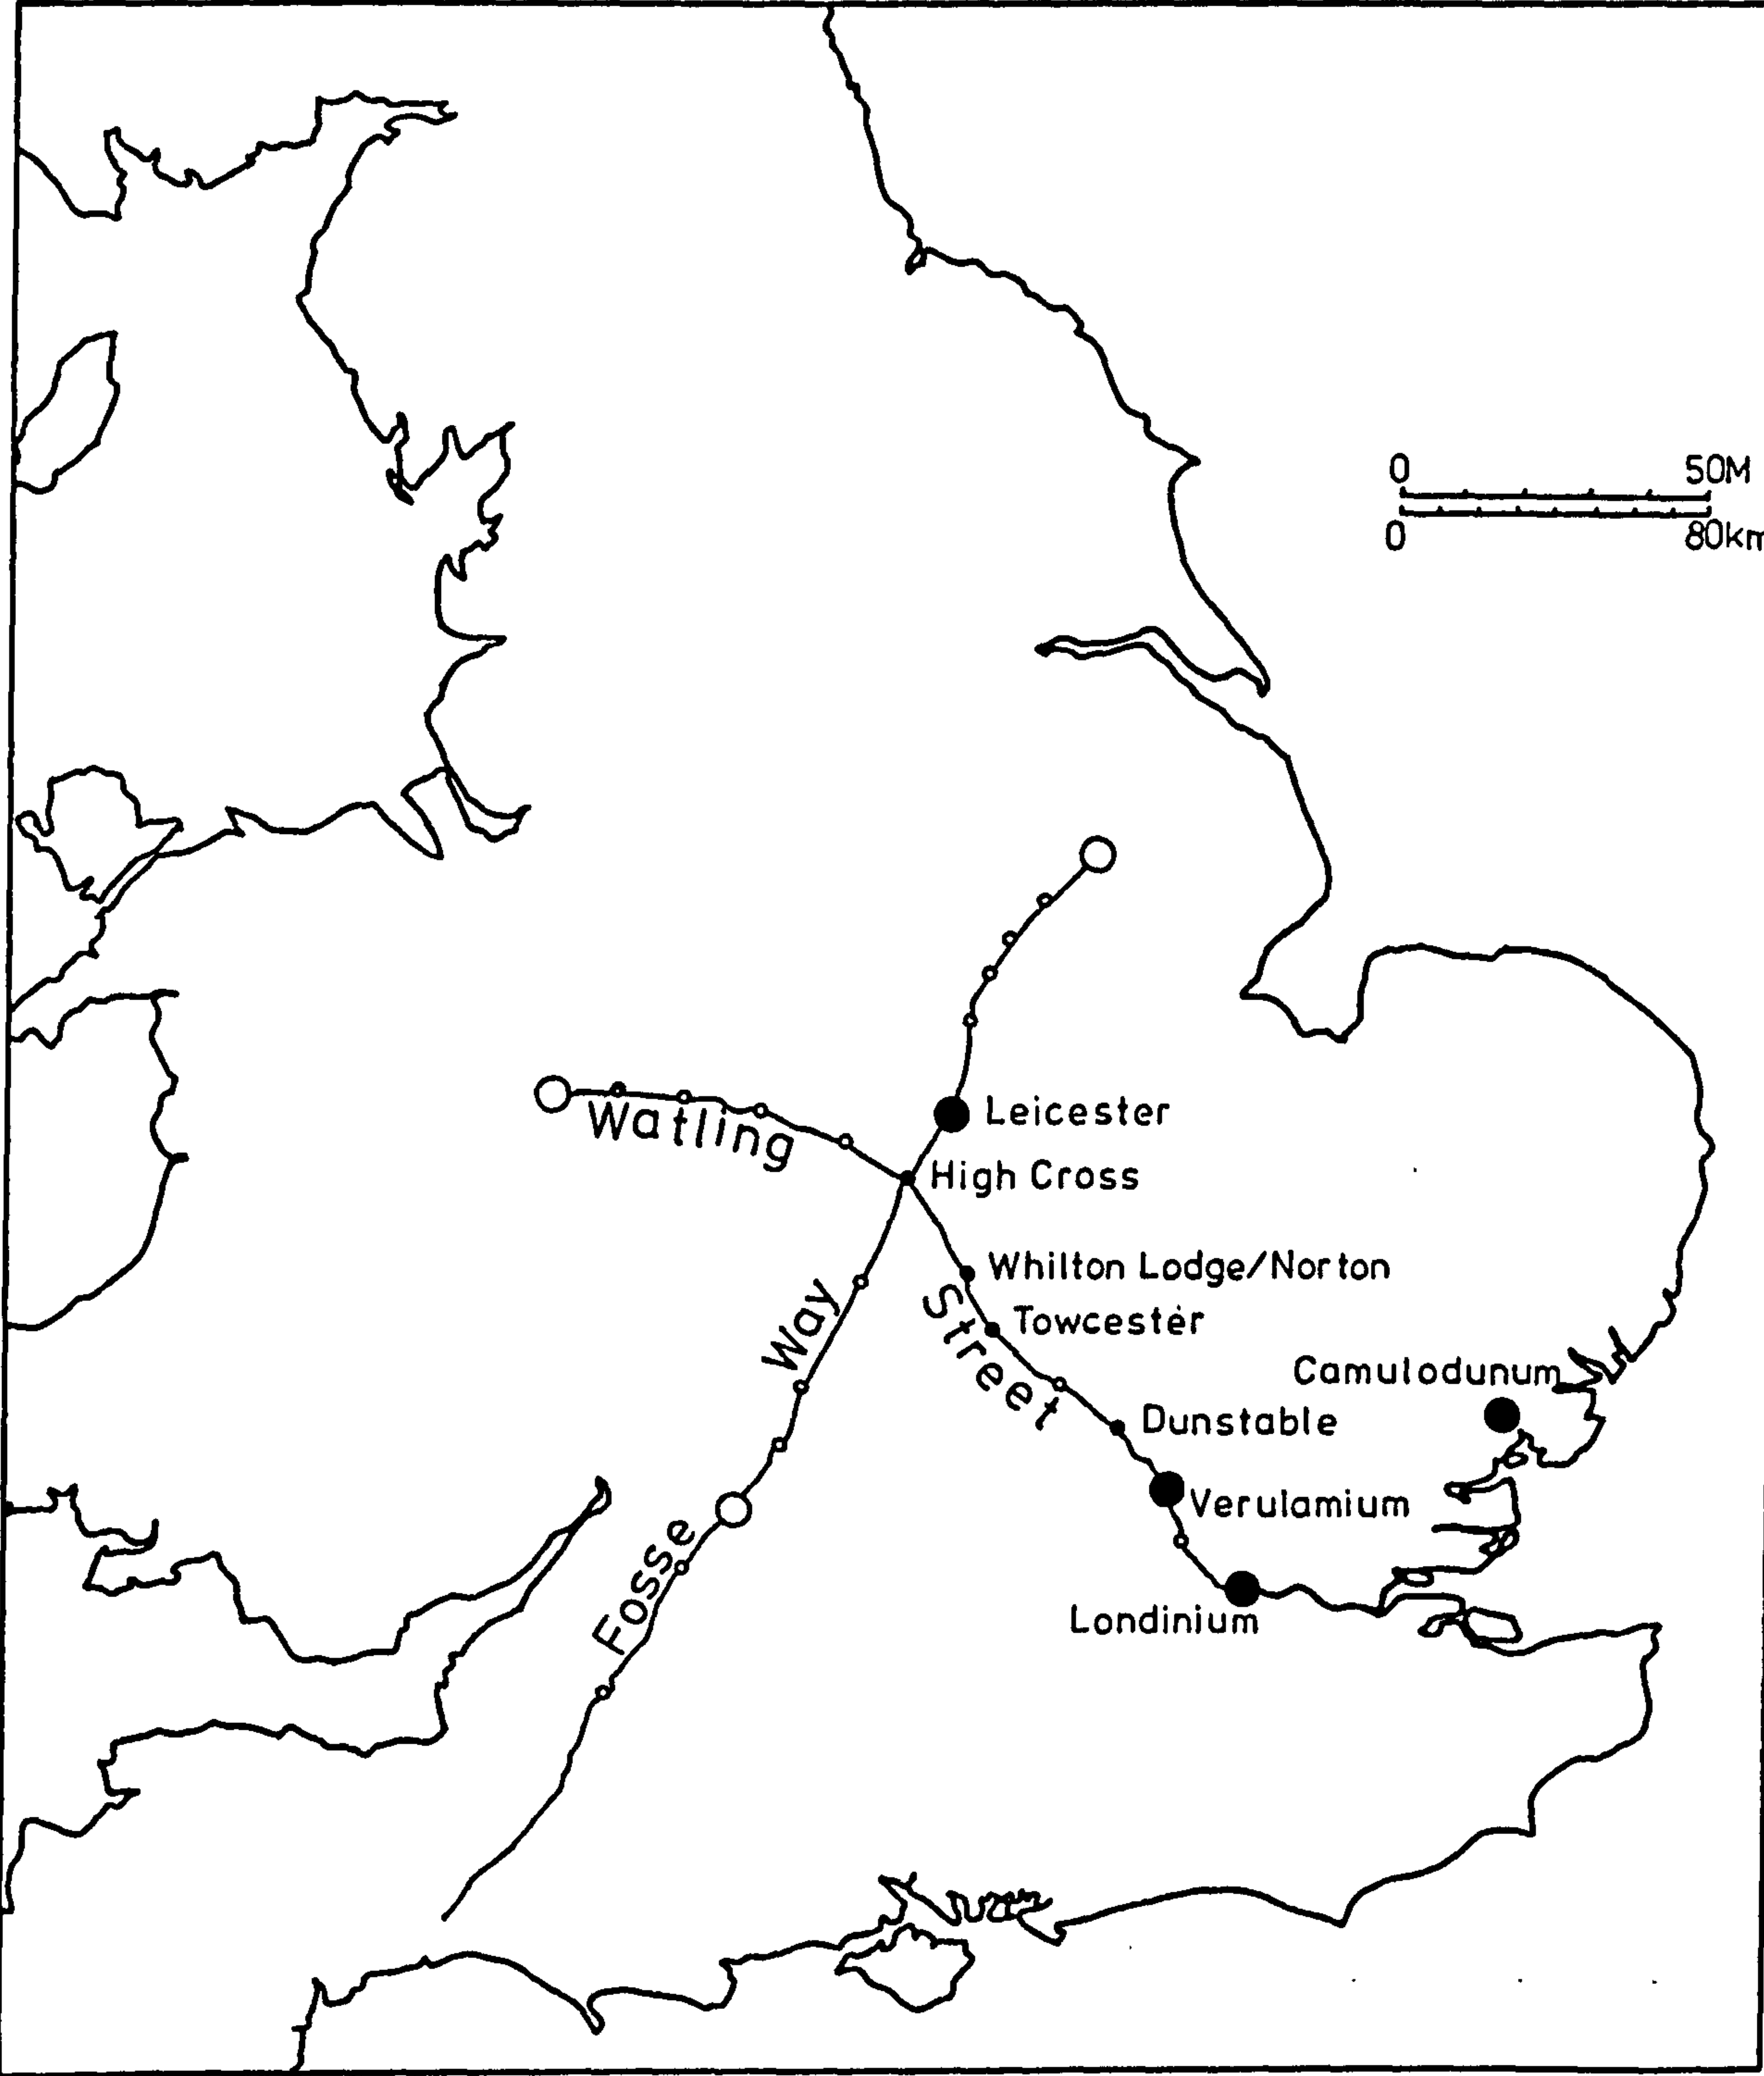 0 50M
0 80km
Leicester
Watling
High Cross
Whilton Lodge/Norton
Street
Towcester
Way
Camulodunum
Dunstable
Verulamium
Fosse
Londinium